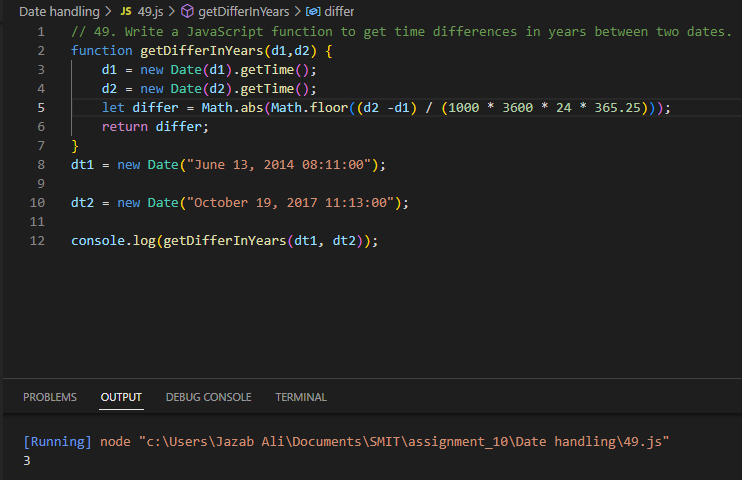 Date handling > JS 49.js > getDifferInYears > differ
1 // 49. Write a JavaScript function to get time differences in years between two dates.
2 function getDifferInYears(d1,d2) {
3     d1 = new Date(d1).getTime();
4     d2 = new Date(d2).getTime();
5     let differ = Math.abs(Math.floor((d2 -d1) / (1000 * 3600 * 24 * 365.25)));
6     return differ;
7 }
8 dt1 = new Date("June 13, 2014 08:11:00");
9
10 dt2 = new Date("October 19, 2017 11:13:00");
11
12 console.log(getDifferInYears(dt1, dt2));
PROBLEMS OUTPUT DEBUG CONSOLE TERMINAL
[Running] node "c:\Users\Jazab Ali\Documents\SMIT\assignment_10\Date handling\49.js"
3